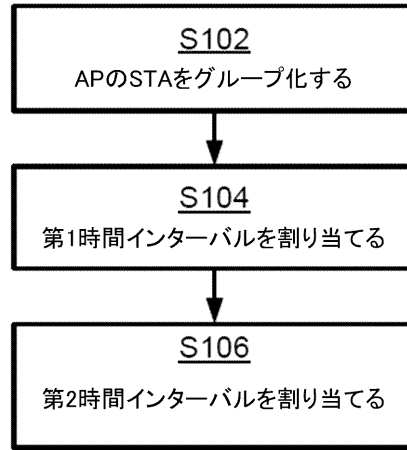 S102
APのSTAをグループ化する
S104
第1時間インターバルを割り当てる
S106
第2時間インターバルを割り当てる